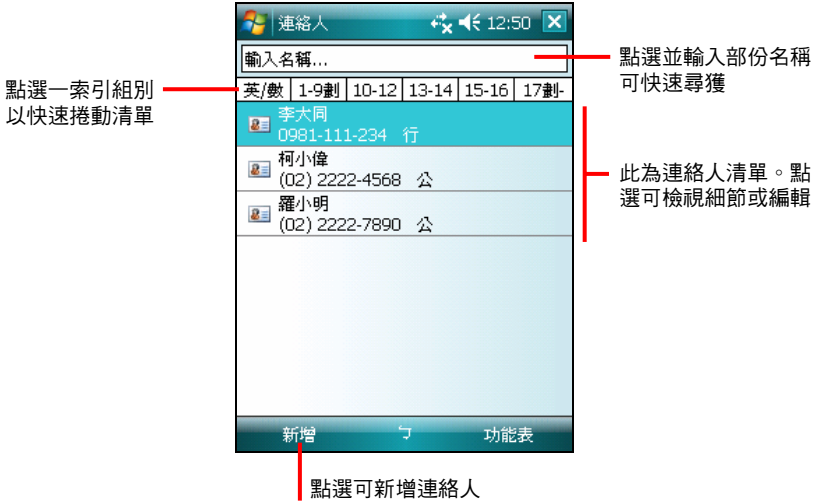 連絡人 12:50
輸入名稱...
英/數 1-9劃 10-12 13-14 15-16 17劃-
李大同
0981-111-234 行
柯小偉
(02) 2222-4568 公
羅小明
(02) 2222-7890 公
新增 ㄅ 功能表
點選一索引組別
以快速捲動清單
點選並輸入部份名稱
可快速尋獲
此為連絡人清單。點
選可檢視細節或編輯
點選可新增連絡人